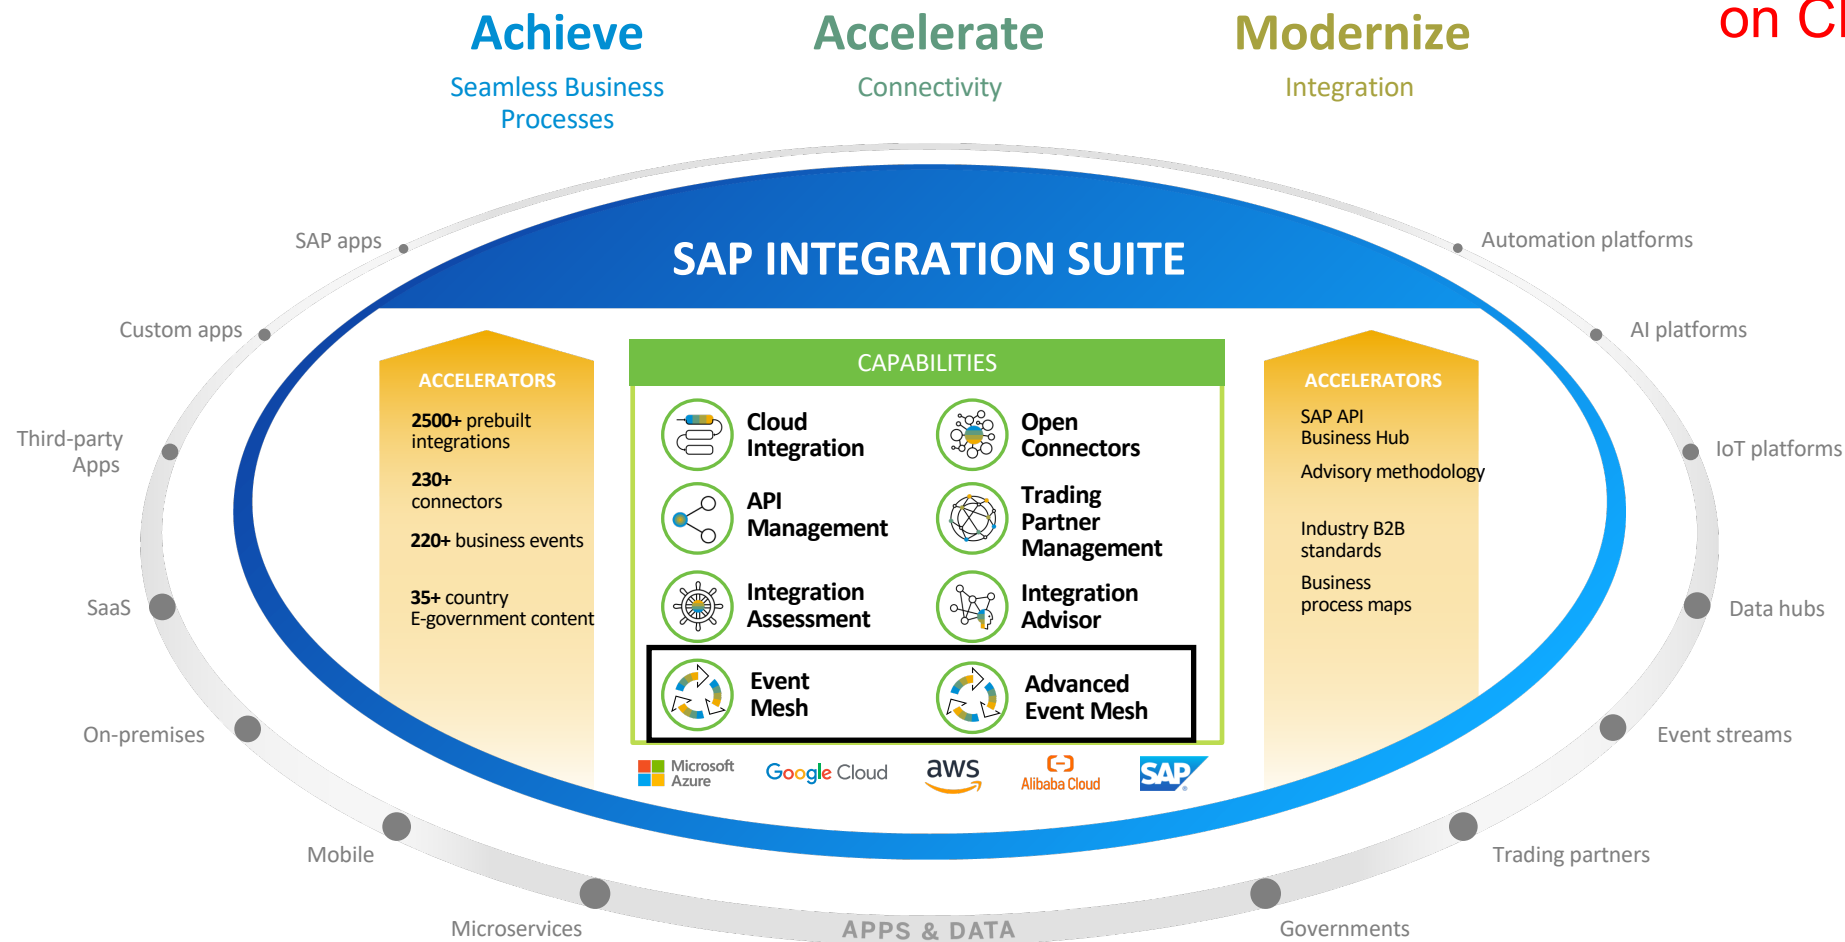 Achieve
Seamless Business
Processes
Accelerate
Connectivity
Modernize
Integration
on
SAP INTEGRATION SUITE
SAP apps
Custom apps
Third-party
Apps
SaaS
On-premises
Mobile
Microservices
ACCELERATORS
2500+ prebuilt
integrations
230+
connectors
220+ business events
35+ country
E-government content
CAPABILITIES
Cloud
Integration
Open
Connectors
API
Management
Trading
Partner
Management
Integration
Assessment
Integration
Advisor
Event
Mesh
Advanced
Event Mesh
Microsoft
Azure
Google Cloud
aws
Alibaba Cloud
SAP
ACCELERATORS
SAP API
Business Hub
Advisory methodology
Industry B2B
standards
Business
process maps
Automation platforms
AI platforms
IoT platforms
Data hubs
Event streams
Trading partners
Governments
APPS & DATA